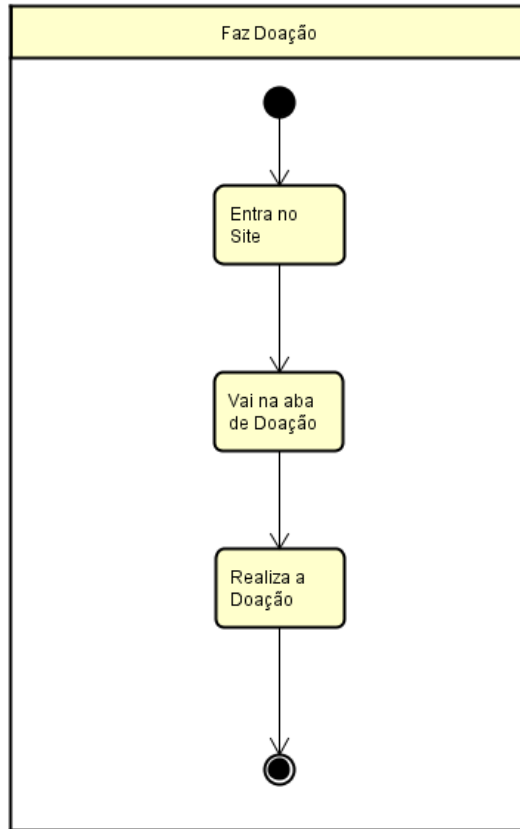 Faz Doação
Entra no
Site
Vai na aba
de Doação
Realiza a
Doação